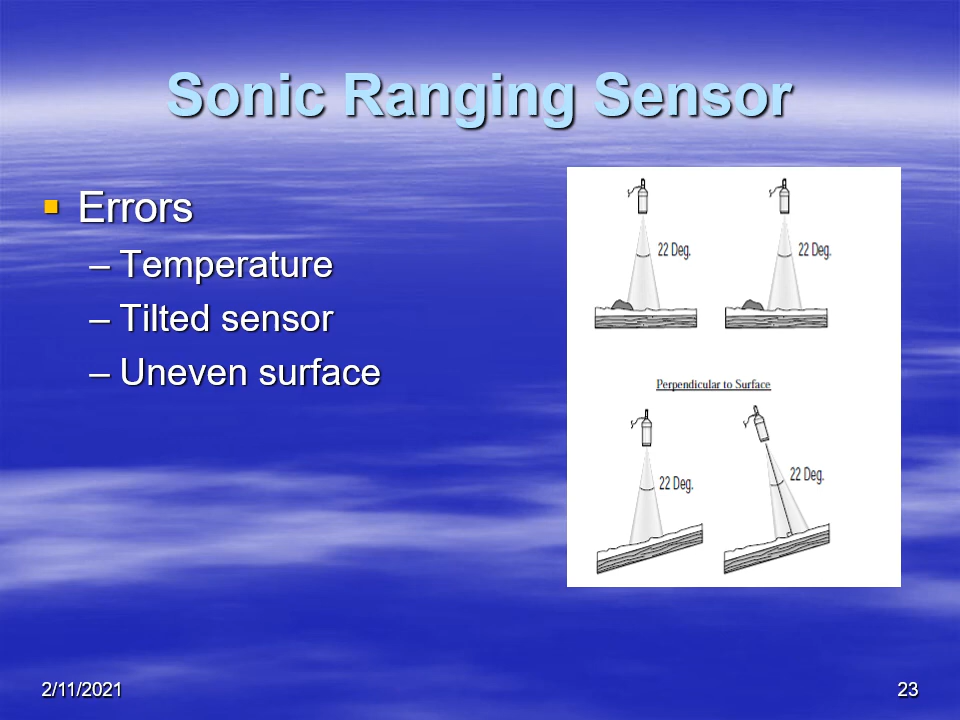 Sonic Ranging Sensor
▪ Errors
– Temperature
– Tilted sensor
– Uneven surface
22 Deg.
22 Deg.
Perpendicular to Surface
22 Deg.
22 Deg.
2/11/2021
23